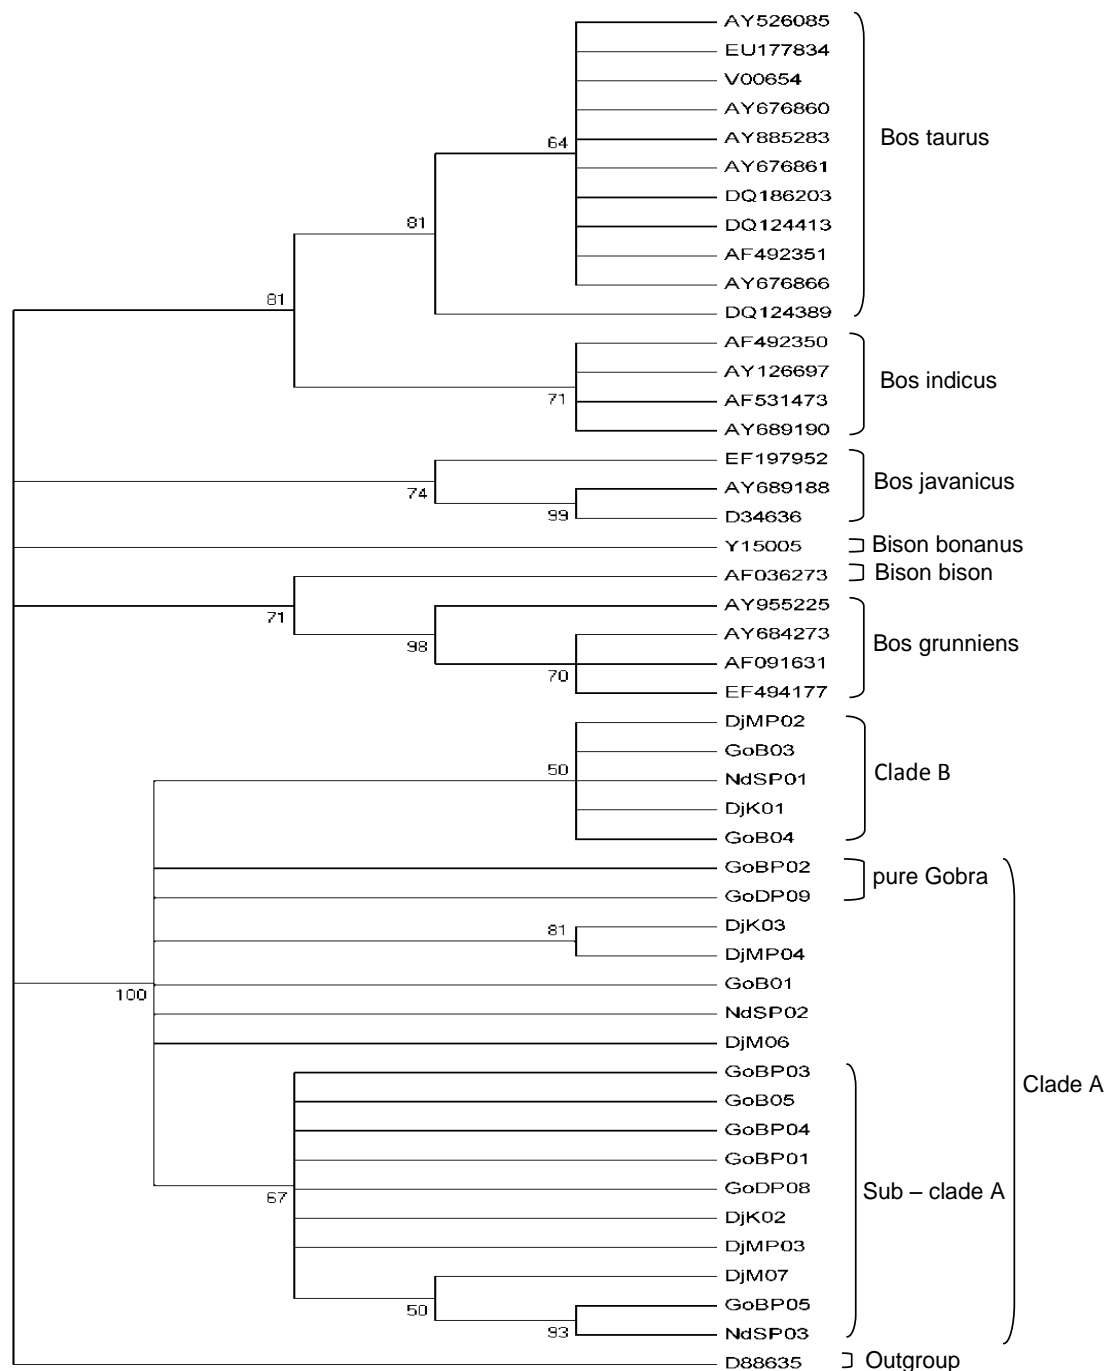 AY526085
EU177834
V00654
AY676860
AY885283
64
AY676861
DQ186203
DQ124413
AF492351
AY676866
81
DQ124389
Bos taurus
81
AF492350
AY126697
71
AF531473
AY689190
Bos indicus
EF197952
74
AY689188
99
D34636
Bos javanicus
Y15005
Bison bonanus
AF036273
Bison bison
71
AY955225
98
AY684273
AF091631
70
EF494177
Bos grunniens
DjMP02
GoB03
50
NdSP01
DjK01
GoB04
Clade B
GoBP02
GoDP09
pure Gobra
81
DjK03
DjMP04
GoB01
100
NdSP02
DjM06
GoBP03
GoB05
GoBP04
GoBP01
67
GoDP08
DjK02
DjMP03
DjM07
50
GoBP05
93
NdSP03
Sub – clade A
Clade A
D88635
Outgroup